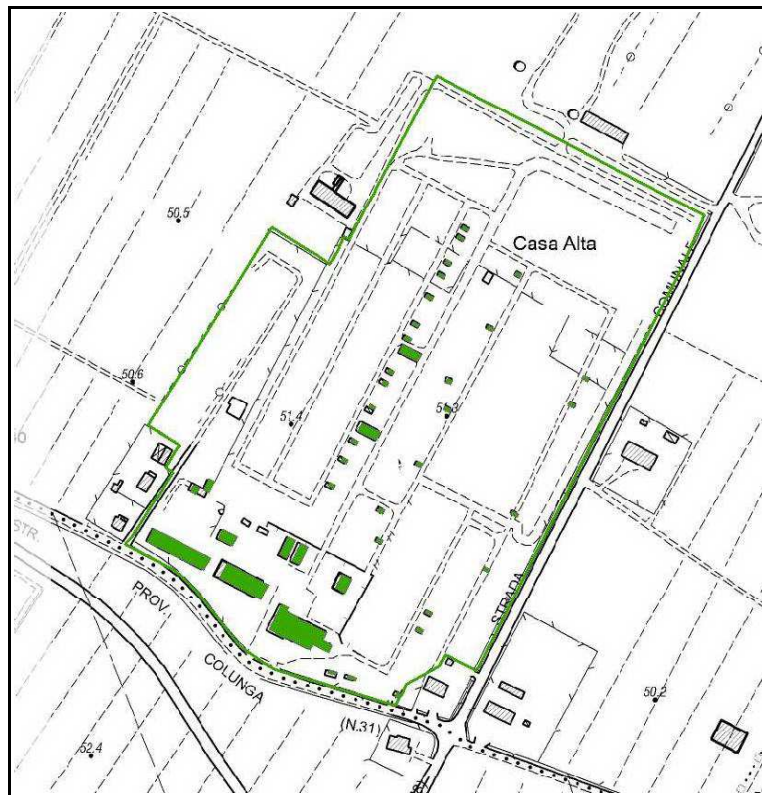 50.5
Casa Alta
COMUNALE
50.6
51.4
51.3
STR.
PROV.
COLUNGA
(N.31)
STRADA
50.2
52.4